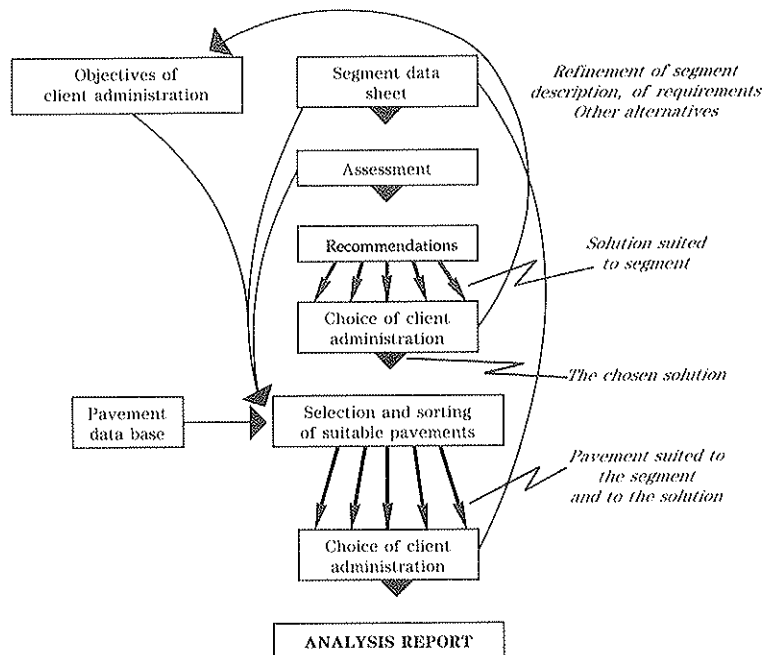 Objectives of
client administration
Segment data
sheet
Refinement of segment
description, of requirements
Other alternatives
Assessment
Recommendations
Solution suited
to segment
Choice of client
administration
The chosen solution
Pavement
data base
Selection and sorting
of suitable pavements
Pavement suited to
the segment
and to the solution
Choice of client
administration
ANALYSIS REPORT